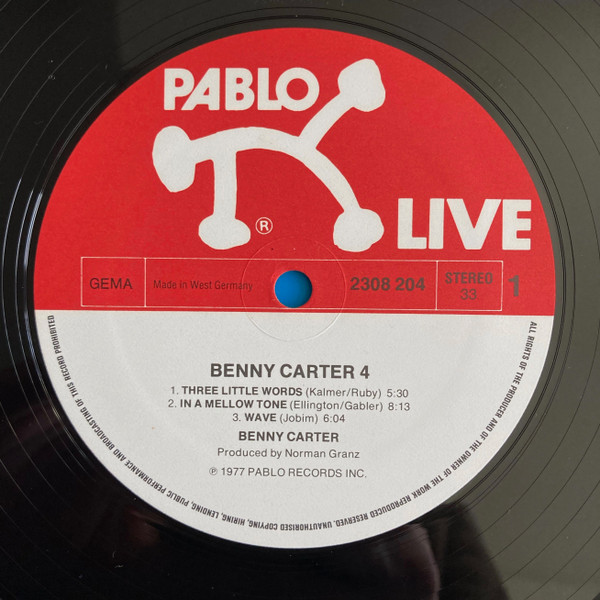 PABLO
®
LIVE
GEMA
Made in West Germany
2308 204
STEREO
33
1
BENNY CARTER 4
1. THREE LITTLE WORDS (Kalmer/Ruby) 5:30
2. IN A MELLOW TONE (Ellington/Gabler) 8:13
3. WAVE (Jobim) 6:04
BENNY CARTER
Produced by Norman Granz
℗ 1977 PABLO RECORDS INC.
ALL RIGHTS OF THE PRODUCER AND OF THE OWNER OF THE WORK REPRODUCED RESERVED. UNAUTHORISED COPYING, HIRING, LENDING, PUBLIC PERFORMANCE AND BROADCASTING OF THIS RECORD PROHIBITED